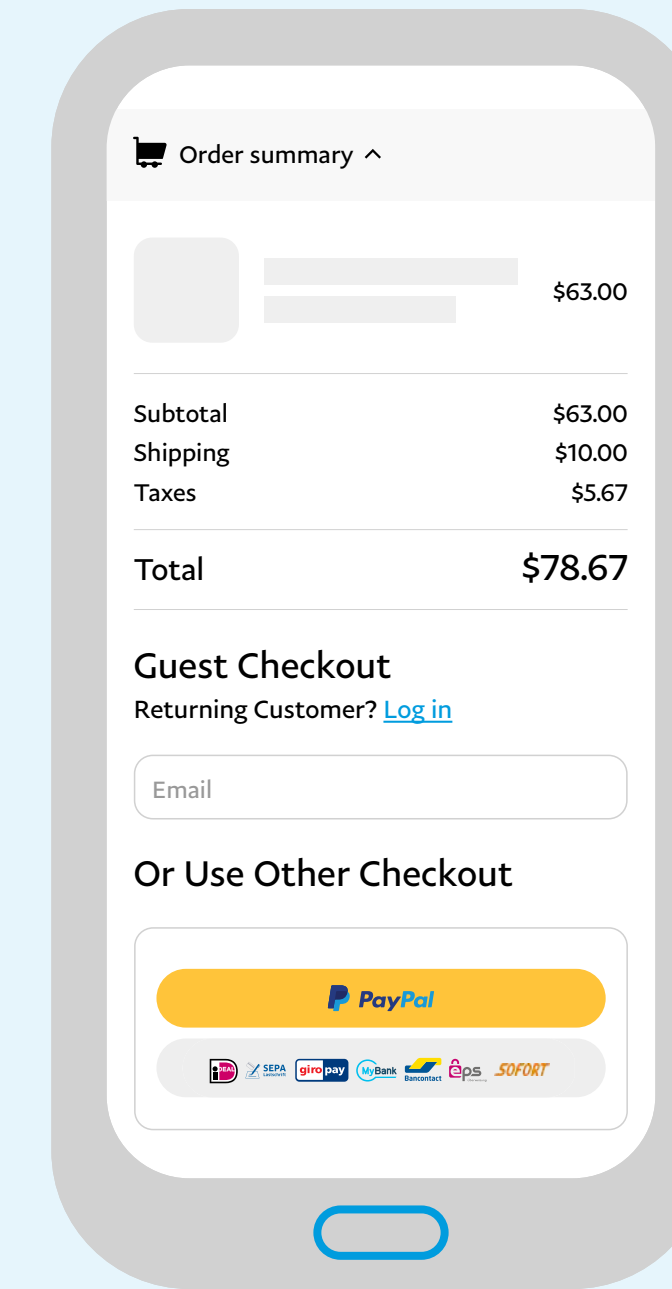 Order summary
$63.00
Subtotal $63.00
Shipping $10.00
Taxes $5.67
Total $78.67
Guest Checkout
Returning Customer? Log in
Email
Or Use Other Checkout
PayPal
iDEAL SEPA giropay MyBank Bancontact eps SOFORT